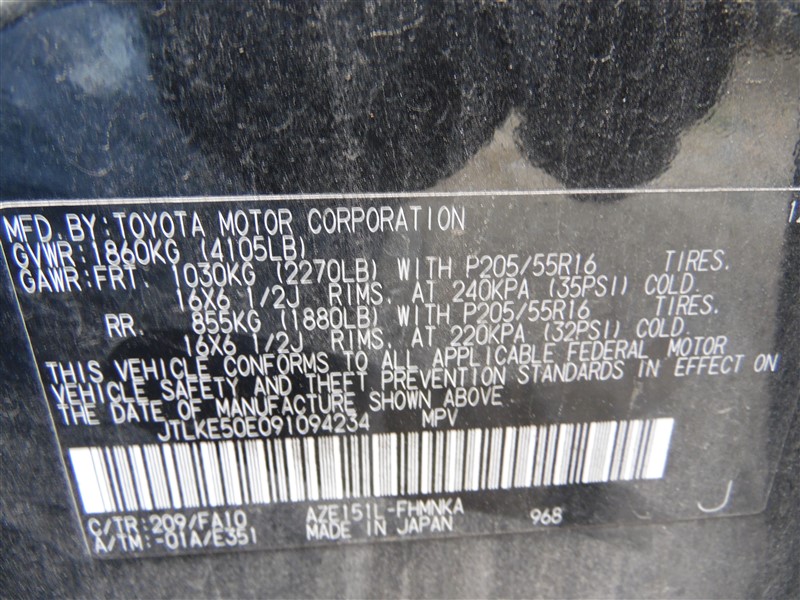 MFD. BY: TOYOTA MOTOR CORPORATION
GVWR: 1860KG (4105LB)
GAWR: FRT. 1030KG (2270LB) WITH P205/55R16 TIRES.
16X6 1/2J RIMS, AT 240KPA (35PSI) COLD.
RR. 855KG (1880LB) WITH P205/55R16 TIRES.
16X6 1/2J RIMS, AT 220KPA (32PSI) COLD.
THIS VEHICLE CONFORMS TO ALL APPLICABLE FEDERAL MOTOR
VEHICLE SAFETY AND THEFT PREVENTION STANDARDS IN EFFECT ON
THE DATE OF MANUFACTURE SHOWN ABOVE.
JTLKE50E091094234 MPV
C/TR: 209/FA10 AZE151L-FHMNKA
A/TM: -01A/E351 MADE IN JAPAN 968 J